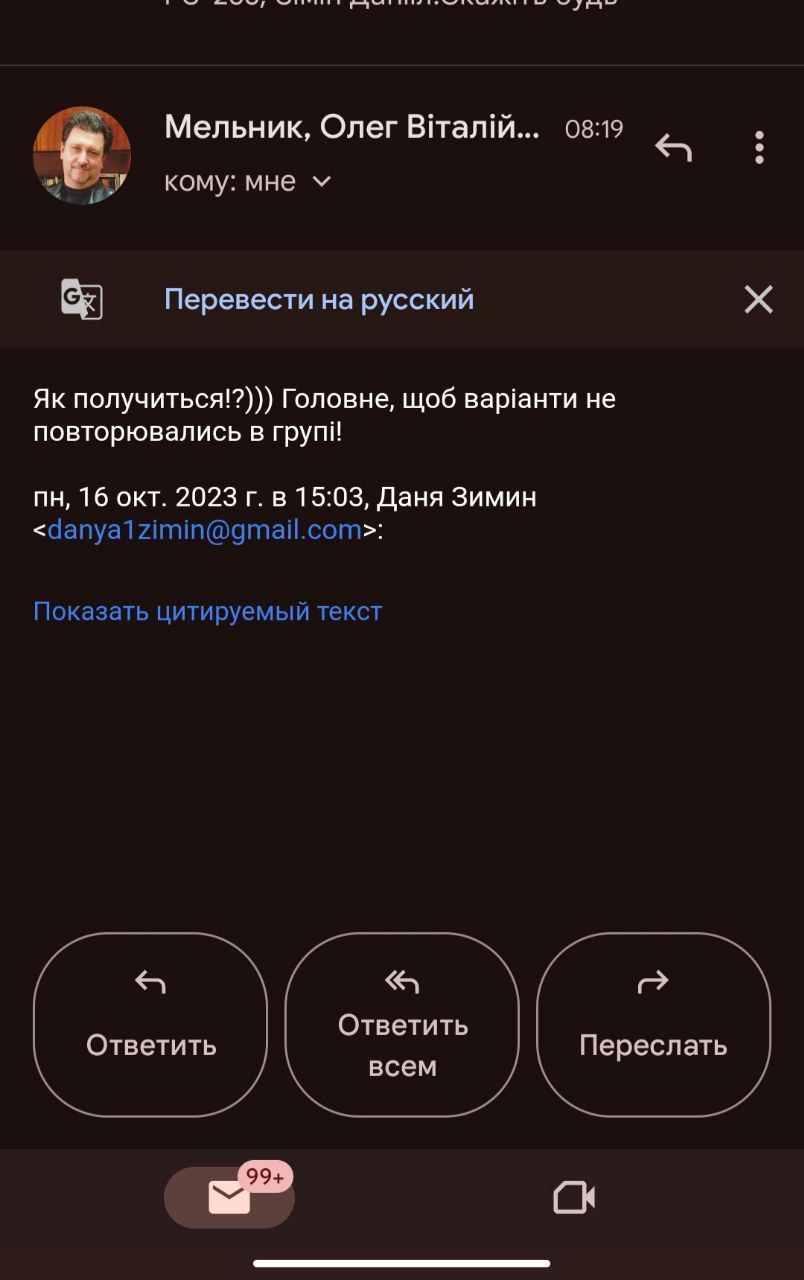 Мельник, Олег Віталій... 08:19
кому: мне
Перевести на русский
Як получиться!?))) Головне, щоб варіанти не
повторювались в групі!
пн, 16 окт. 2023 г. в 15:03, Даня Зимин
<danya1zimin@gmail.com>:
Показать цитируемый текст
Ответить
Ответить
всем
Переслать
99+